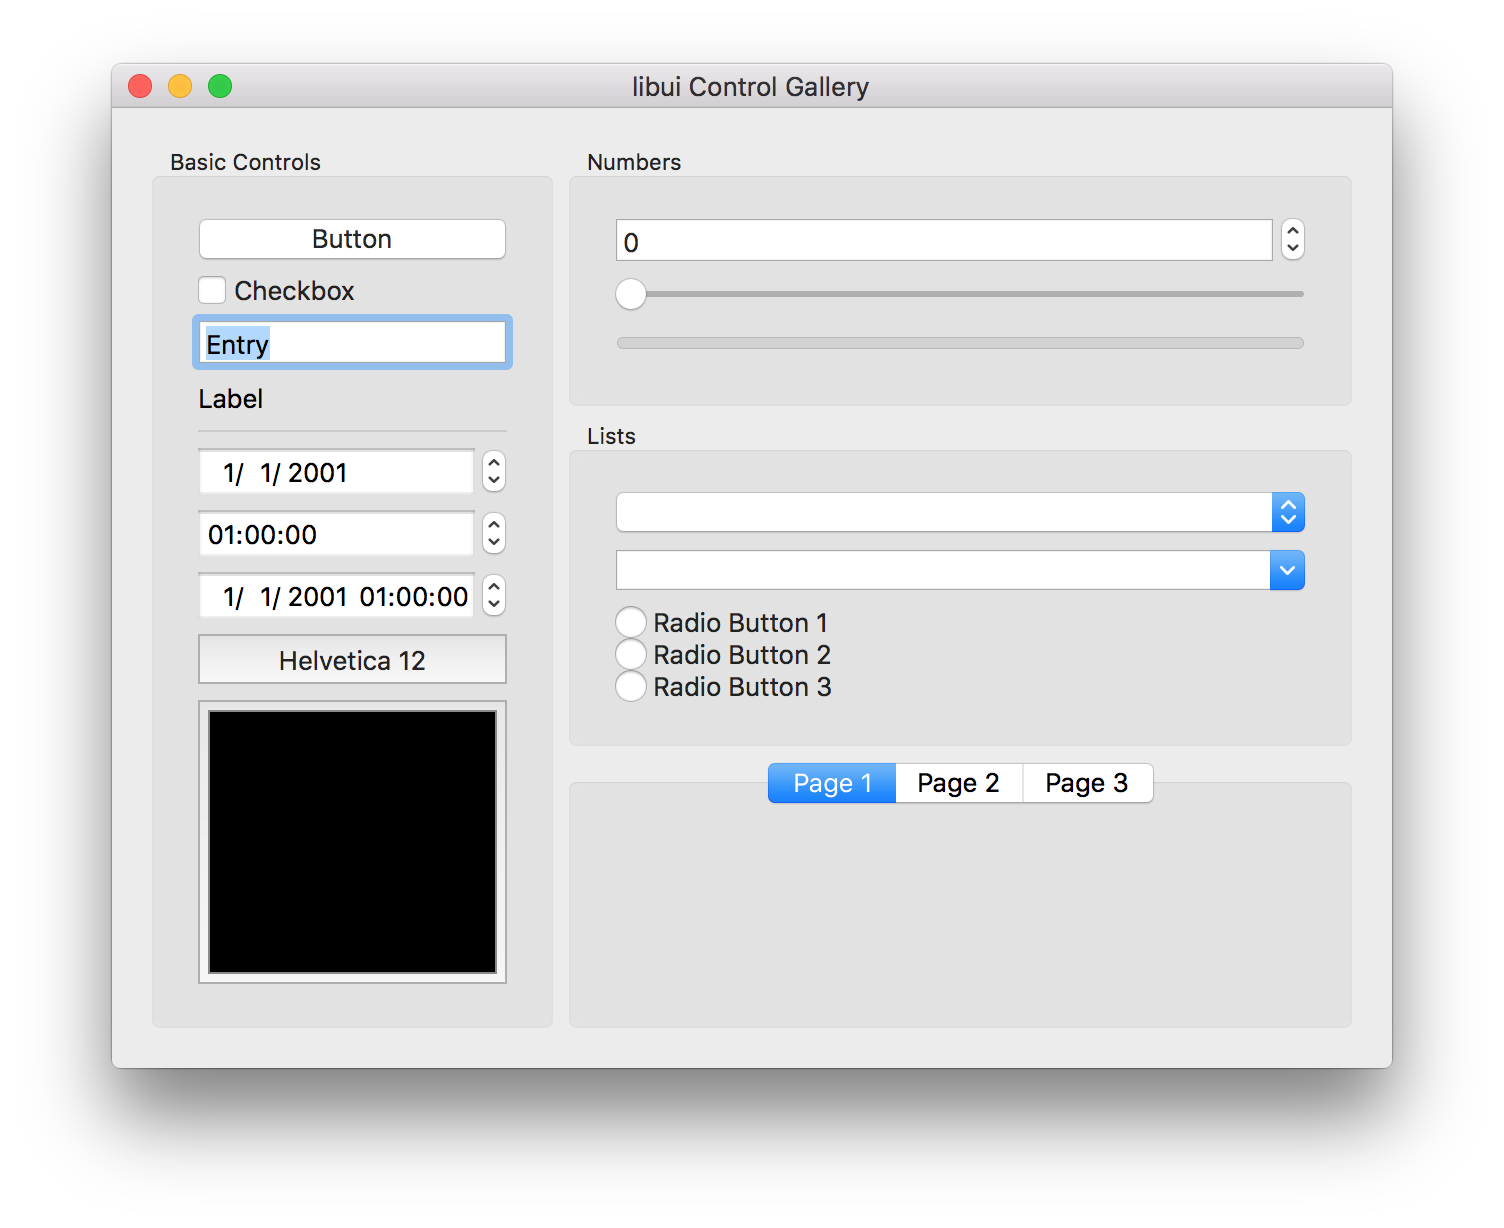 libui Control Gallery
Basic Controls
Button
Checkbox
Entry
Label
1/ 1/ 2001
01:00:00
1/ 1/ 2001 01:00:00
Helvetica 12
Numbers
0
Lists
Radio Button 1
Radio Button 2
Radio Button 3
Page 1 Page 2 Page 3